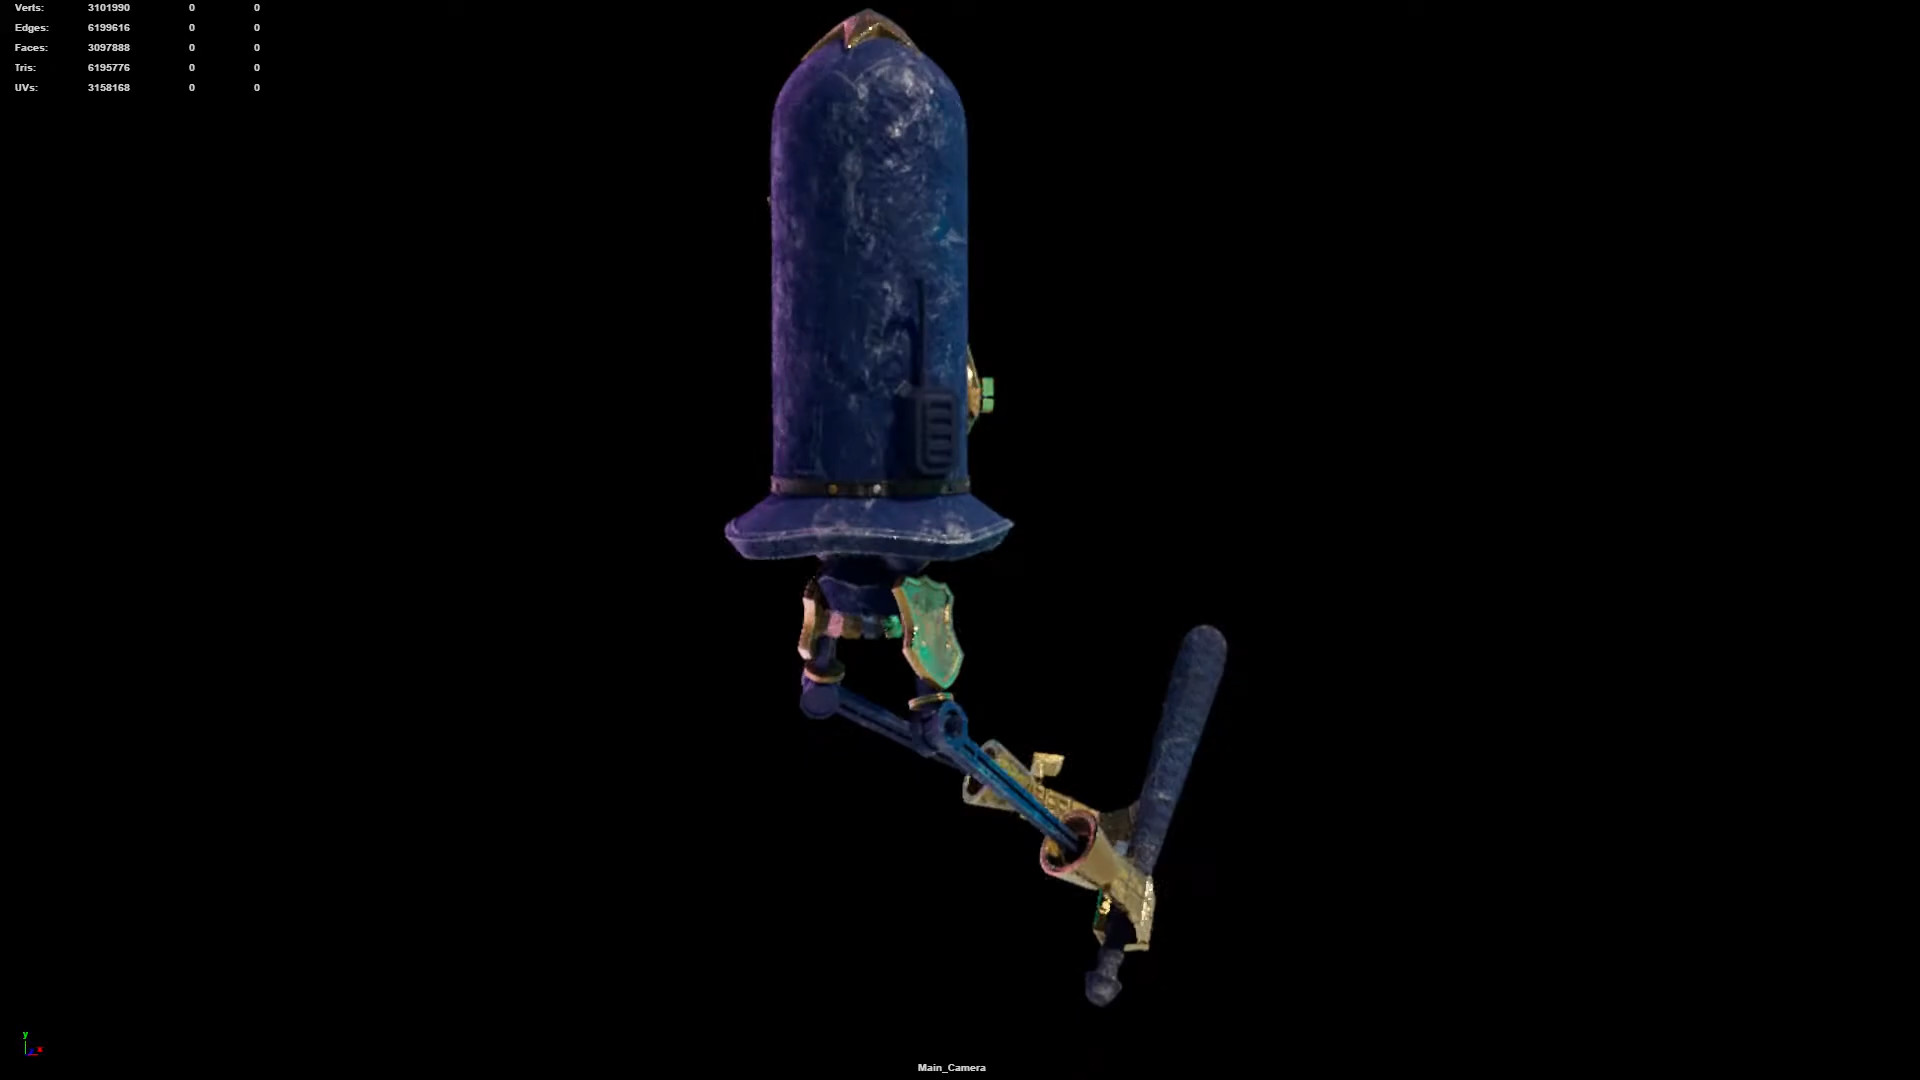 Verts: 3101990 0 0
Edges: 6199616 0 0
Faces: 3097888 0 0
Tris: 6195776 0 0
UVs: 3158168 0 0
y
z x
Main_Camera